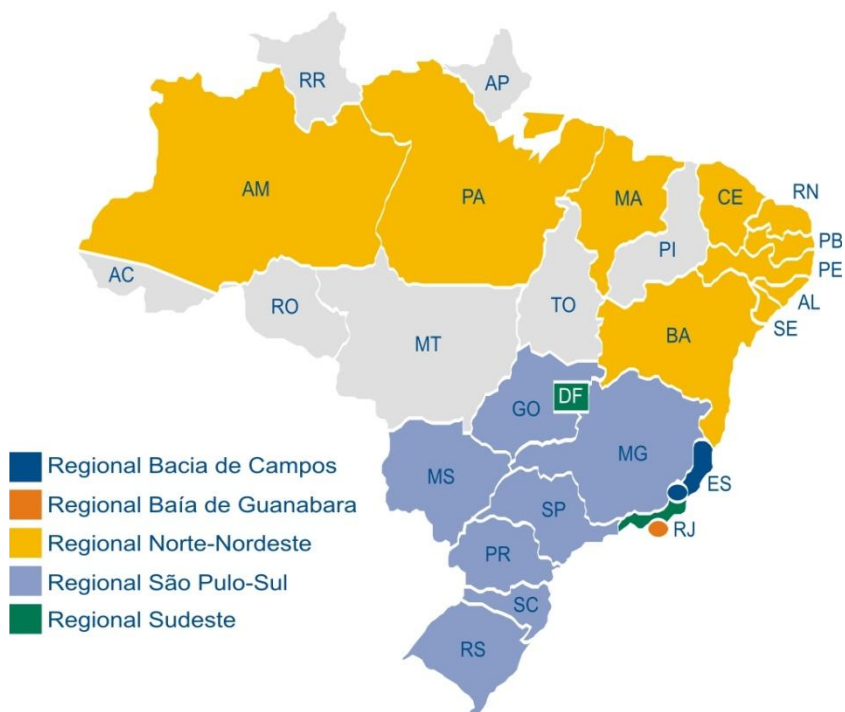 RR
AP
AM
PA
MA
CE
RN
PB
PE
AL
SE
PI
AC
RO
MT
TO
BA
DF
GO
MG
MS
ES
SP
RJ
PR
SC
RS
Regional Bacia de Campos
Regional Baía de Guanabara
Regional Norte-Nordeste
Regional São Pulo-Sul
Regional Sudeste